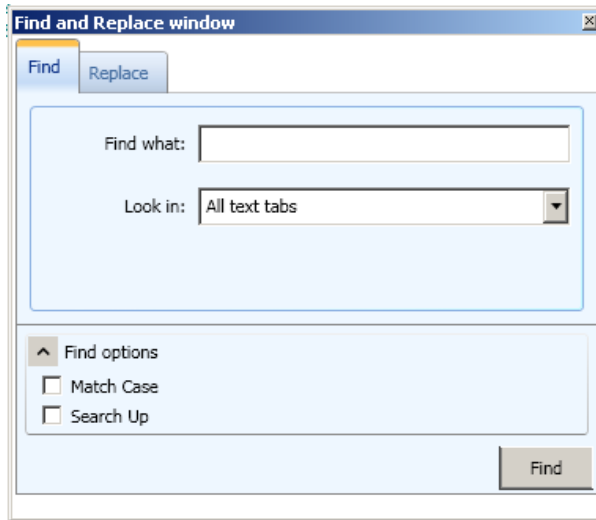 Find and Replace window
Find
Replace
Find what:
Look in: All text tabs
Find options
Match Case
Search Up
Find